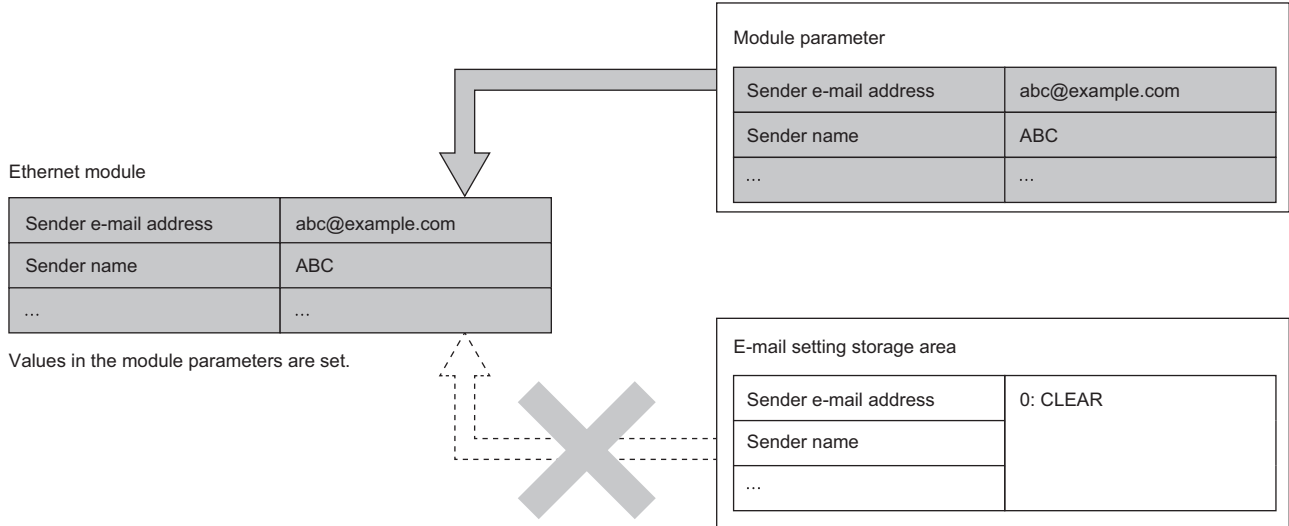 Module parameter
Sender e-mail address abc@example.com
Sender name ABC
… …
Ethernet module
Sender e-mail address abc@example.com
Sender name ABC
… …
Values in the module parameters are set.
E-mail setting storage area
Sender e-mail address 0: CLEAR
Sender name
…